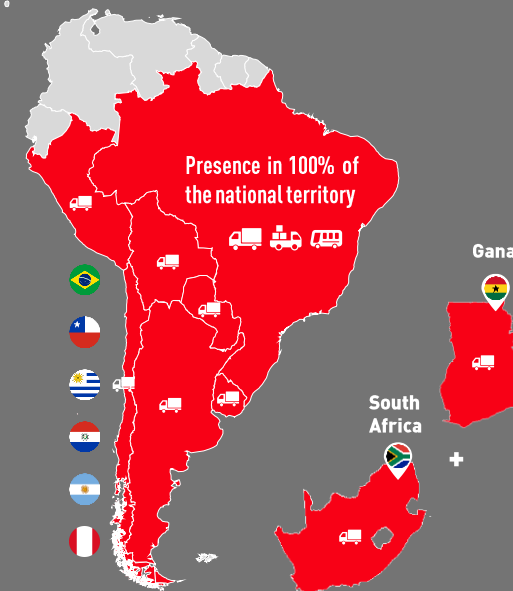 Presence in 100% of
the national territory
Gana
South
Africa
+